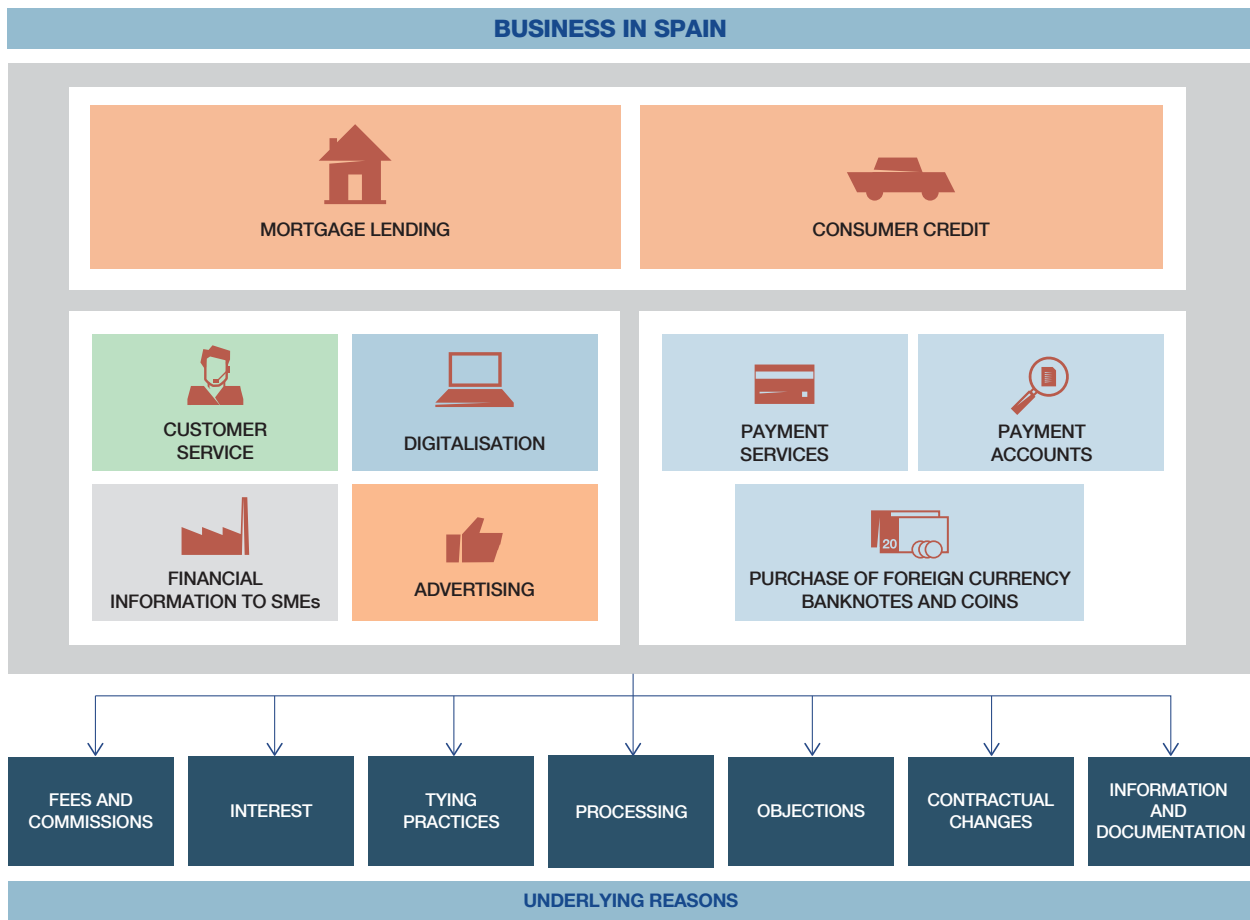 BUSINESS IN SPAIN
MORTGAGE LENDING
CONSUMER CREDIT
CUSTOMER
SERVICE
DIGITALISATION
PAYMENT
SERVICES
PAYMENT
ACCOUNTS
FINANCIAL
INFORMATION TO SMEs
ADVERTISING
20
PURCHASE OF FOREIGN CURRENCY
BANKNOTES AND COINS
FEES AND
COMMISSIONS
INTEREST
TYING
PRACTICES
PROCESSING
OBJECTIONS
CONTRACTUAL
CHANGES
INFORMATION
AND
DOCUMENTATION
UNDERLYING REASONS